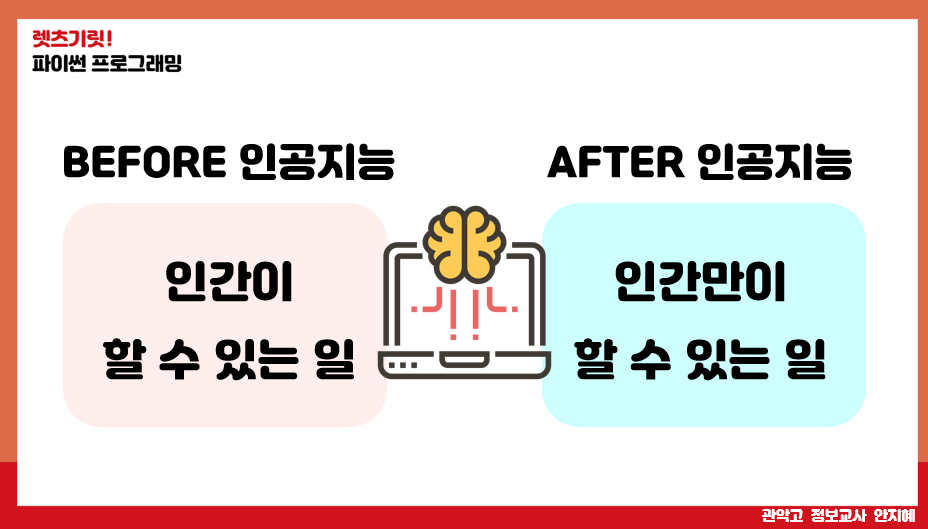 렛츠기릿!
파이썬 프로그래밍
BEFORE 인공지능
인간이
할 수 있는 일
AFTER 인공지능
인간만이
할 수 있는 일
관악고 정보교사 안지혜